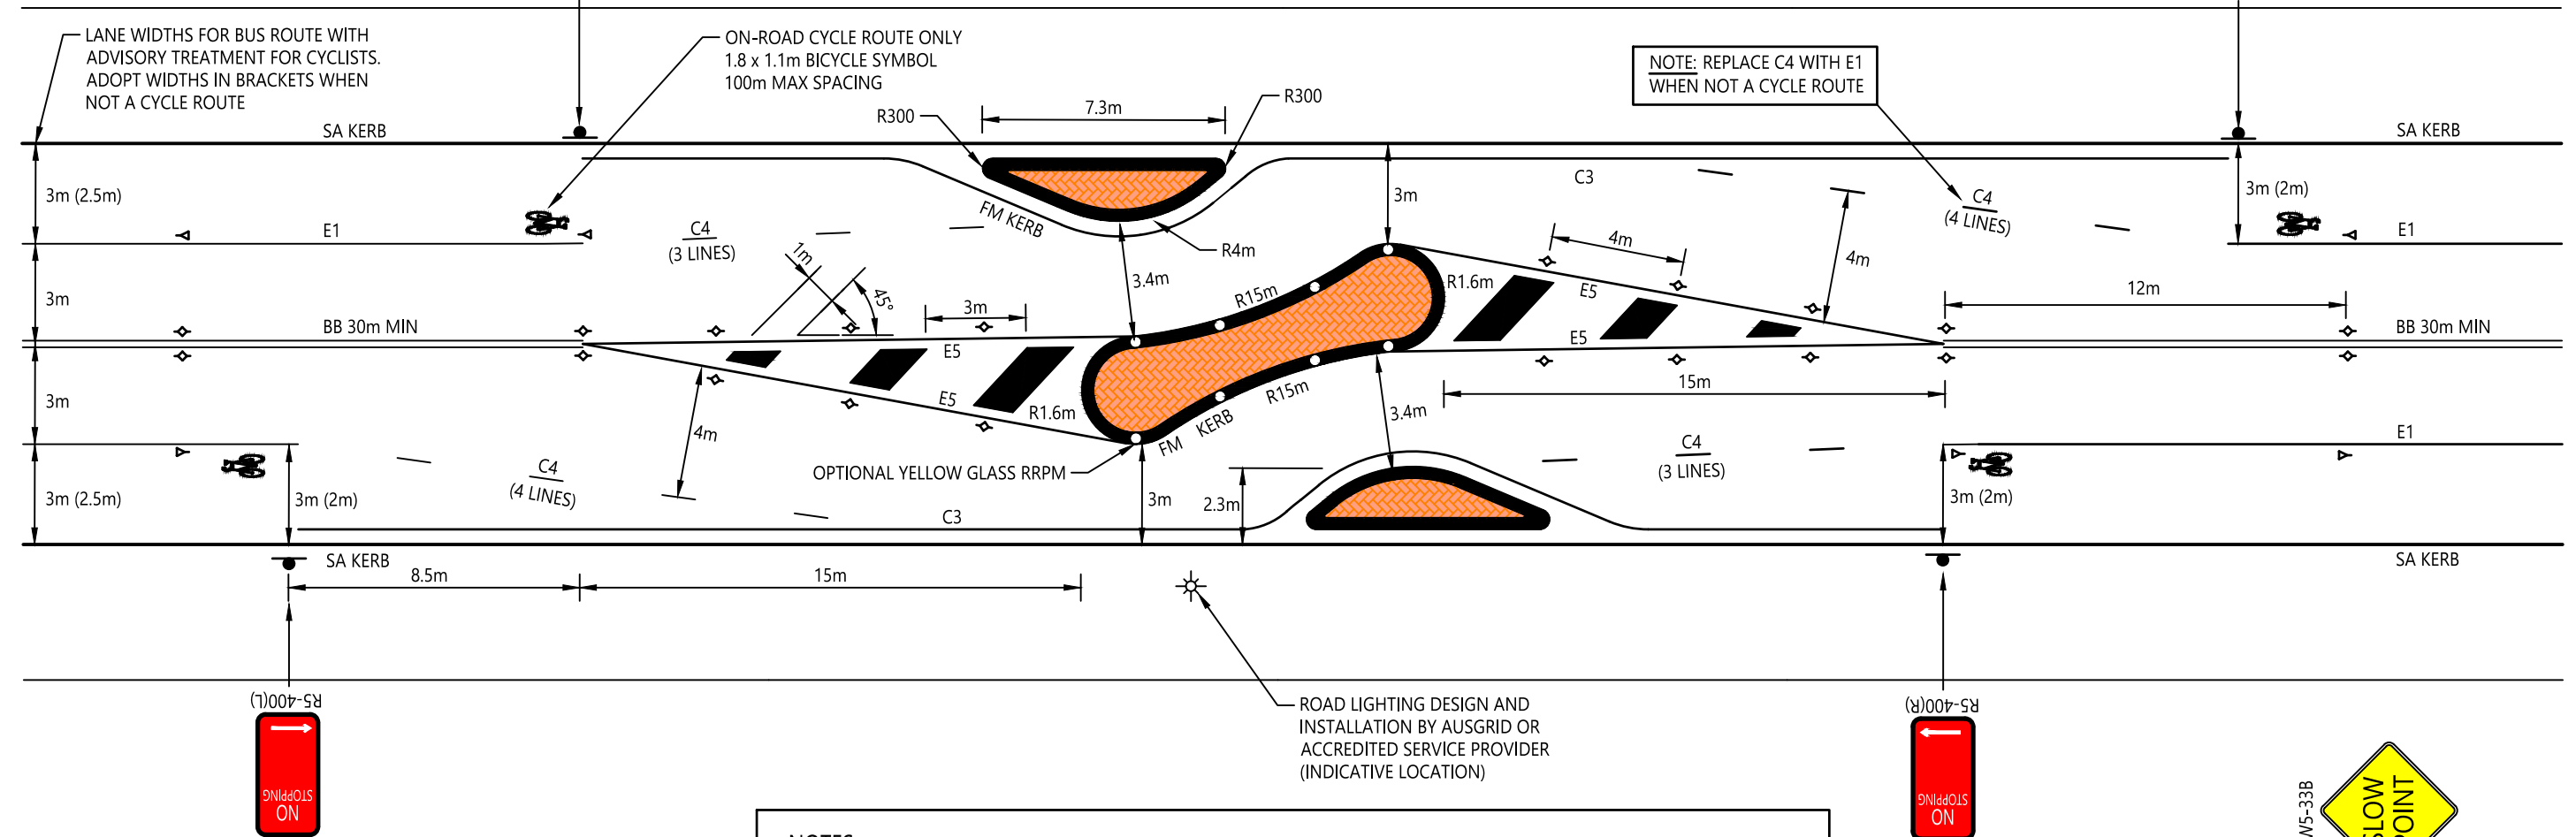 LANE WIDTHS FOR BUS ROUTE WITH
ADVISORY TREATMENT FOR CYCLISTS.
ADOPT WIDTHS IN BRACKETS WHEN
NOT A CYCLE ROUTE
ON-ROAD CYCLE ROUTE ONLY
1.8 x 1.1m BICYCLE SYMBOL
100m MAX SPACING
NOTE: REPLACE C4 WITH E1
WHEN NOT A CYCLE ROUTE
R300
7.3m
R300
SA KERB
SA KERB
3m (2.5m)
E1
C4
(3 LINES)
FM KERB
R4m
3m
C3
C4
(4 LINES)
3m (2m)
E1
1m
45°
3.4m
4m
4m
3m
3m
BB 30m MIN
E5
R15m
R1.6m
E5
E5
12m
BB 30m MIN
3m
E5
R1.6m
R15m
FM KERB
3.4m
15m
4m
OPTIONAL YELLOW GLASS RRPM
C4
(4 LINES)
C4
(3 LINES)
E1
3m (2.5m)
3m (2m)
C3
3m
2.3m
3m (2m)
SA KERB
SA KERB
8.5m
15m
R5-400(L)
NO
STOPPING
ROAD LIGHTING DESIGN AND
INSTALLATION BY AUSGRID OR
ACCREDITED SERVICE PROVIDER
(INDICATIVE LOCATION)
R5-400(R)
NO
STOPPING
W5-33B
SLOW
POINT
NOTES